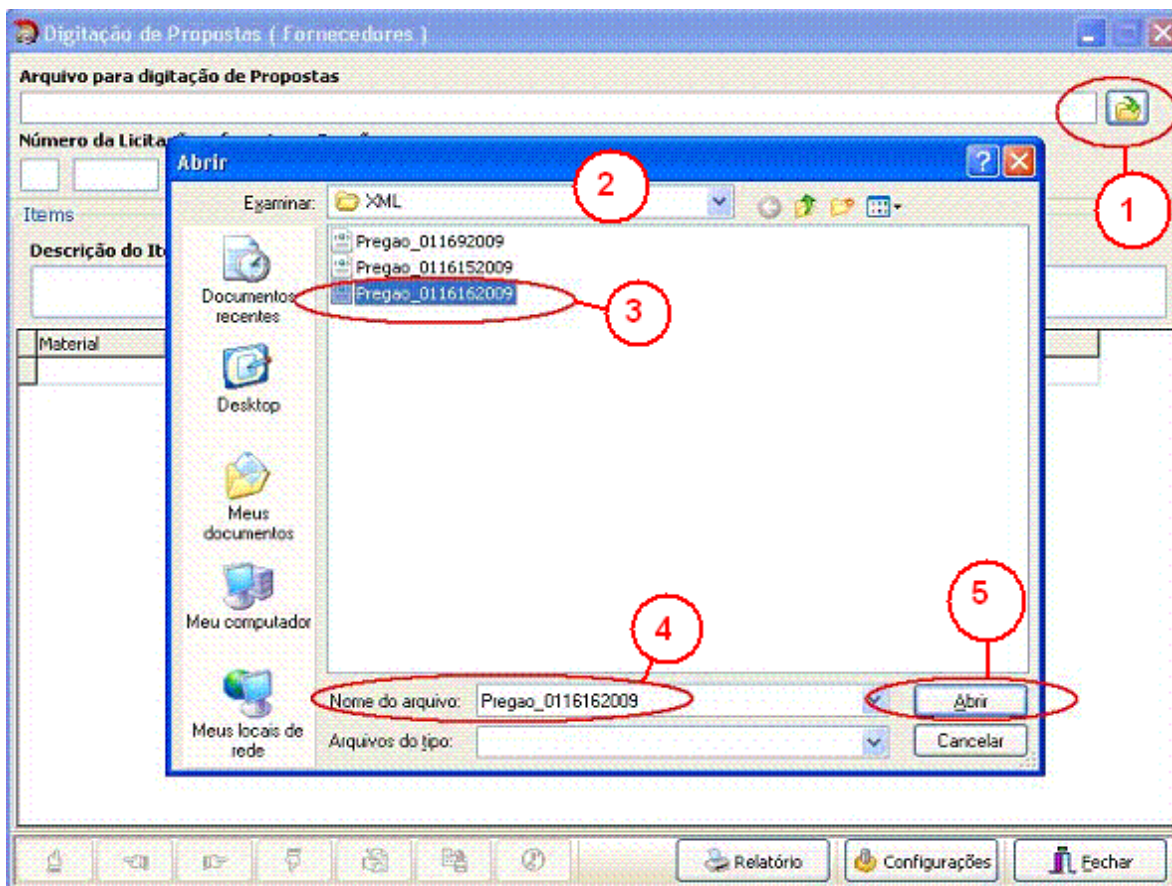 Digitação de Propostas ( Fornecedores )
Arquivo para digitação de Propostas
1
Número da Licita
Abrir
Examinar:
XML
2
Items
Descrição do It
Pregao_011692009
Pregao_0116152009
Pregao_0116162009
3
Documentos recentes
Material
Desktop
Meus documentos
Meu computador
4
5
Nome do arquivo:
Pregao_0116162009
Abrir
Meus locais de rede
Arquivos do tipo:
Cancelar
Relatório
Configurações
Fechar